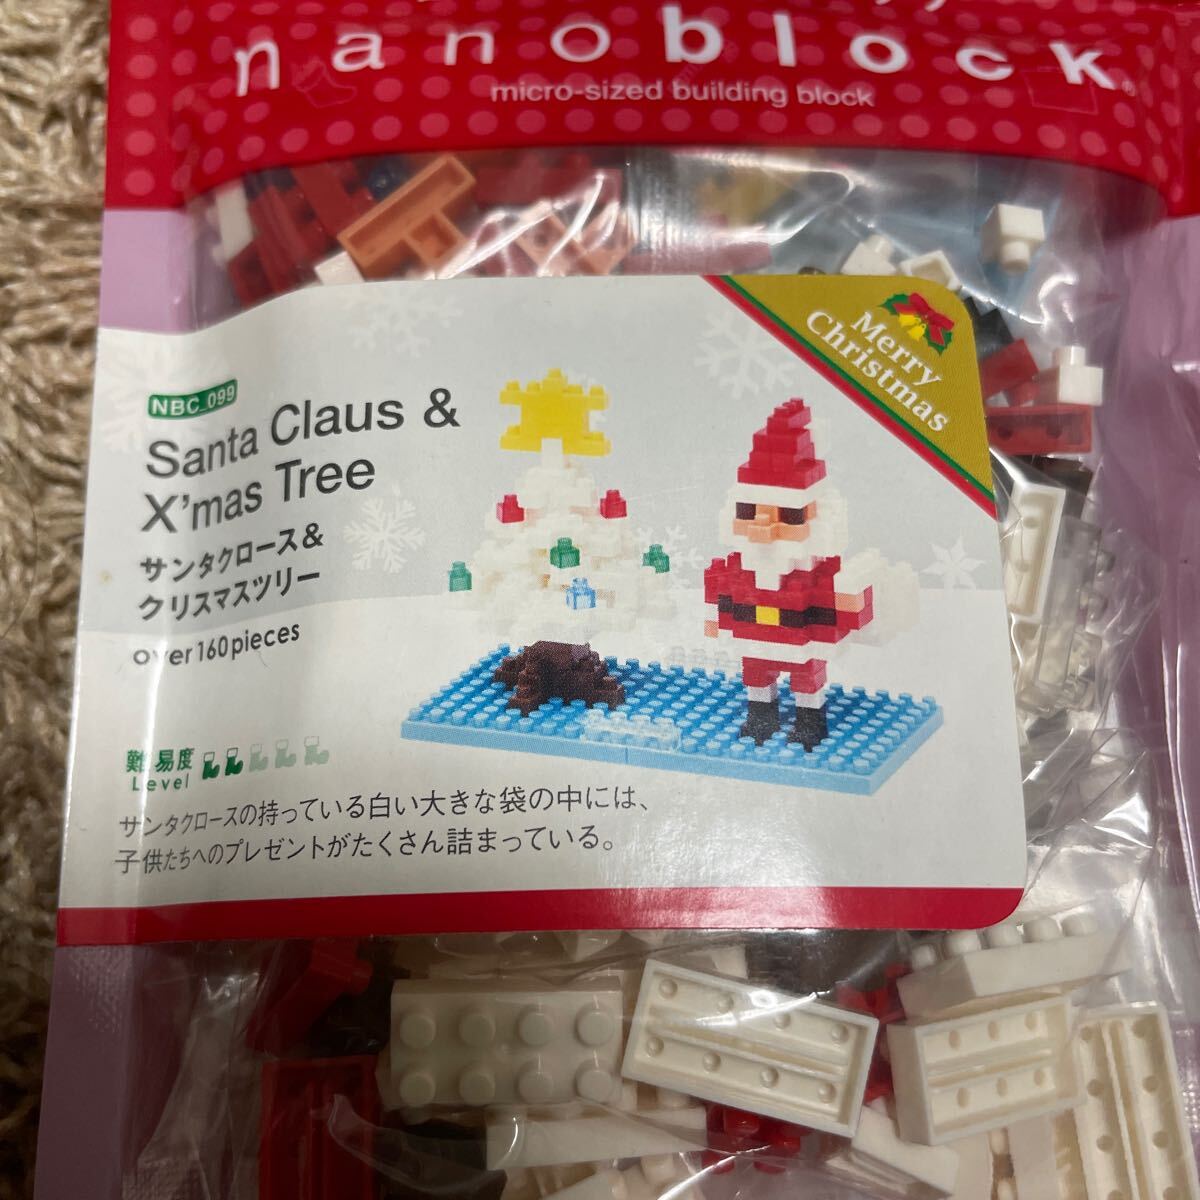 nanoblock®
micro-sized building block
Merry
Christmas
NBC_099
Santa Claus &
X'mas Tree
サンタクロース&
クリスマスツリー
over160pieces
難易度
Level
サンタクロースの持っている白い大きな袋の中には、
子供たちへのプレゼントがたくさん詰まっている。